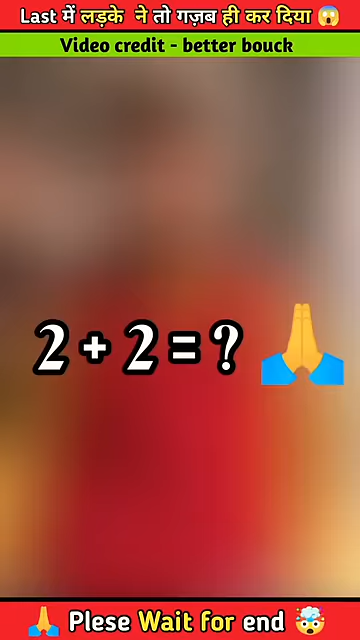 Last में लड़के ने तो गज़ब ही कर दिया 😱
Video credit - better bouck
2 + 2 = ? 🙏
🙏 Plese Wait for end 🤯